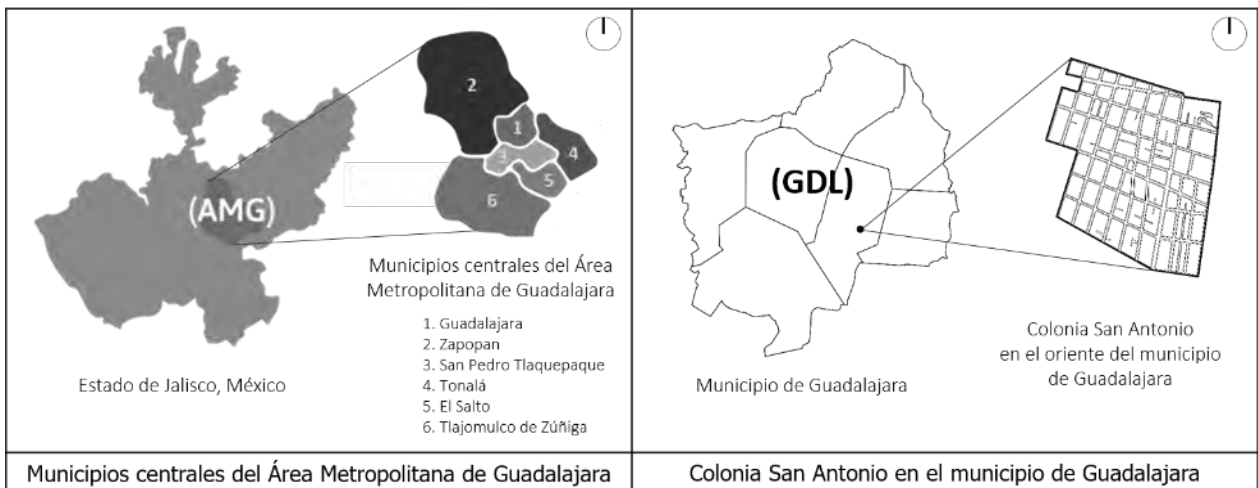 (AMG)
2
1
3
4
5
6
Municipios centrales del Área
Metropolitana de Guadalajara
1. Guadalajara
2. Zapopan
3. San Pedro Tlaquepaque
4. Tonalá
5. El Salto
6. Tlajomulco de Zúñiga
Estado de Jalisco, México
(GDL)
Municipio de Guadalajara
Colonia San Antonio
en el oriente del municipio
de Guadalajara
Municipios centrales del Área Metropolitana de Guadalajara
Colonia San Antonio en el municipio de Guadalajara